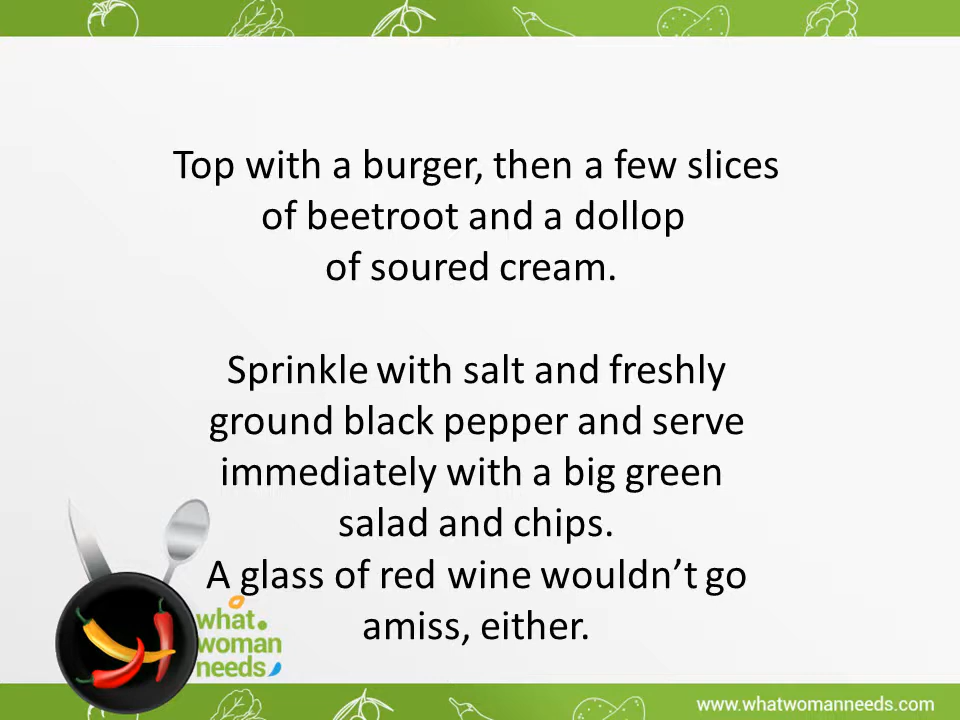 Top with a burger, then a few slices
of beetroot and a dollop
of soured cream.
Sprinkle with salt and freshly
ground black pepper and serve
immediately with a big green
salad and chips.
A glass of red wine wouldn’t go
amiss, either.
what.
woman
needs
www.whatwomanneeds.com